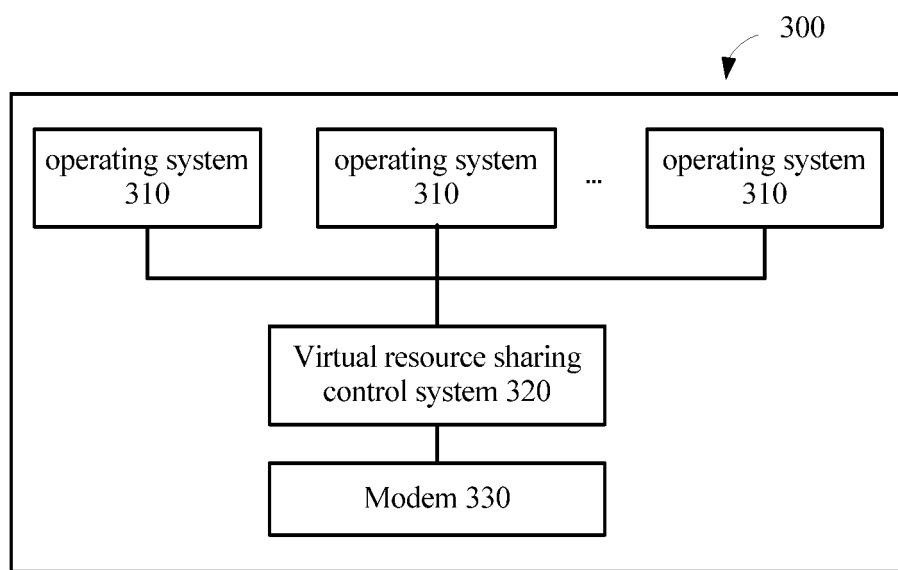 300
operating system
310
operating system
310
...
operating system
310
Virtual resource sharing
control system 320
Modem 330